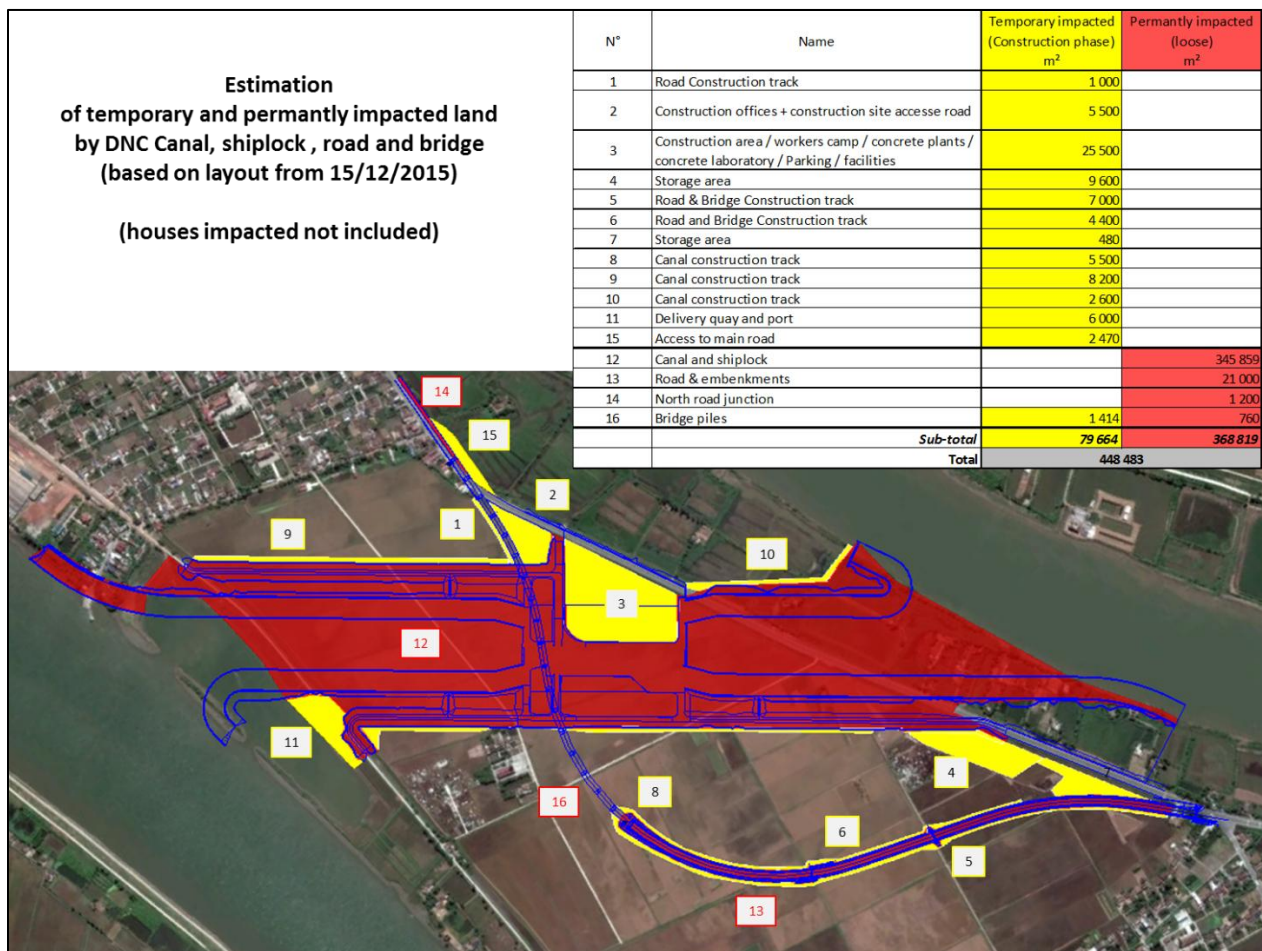 Estimation
of temporary and permantly impacted land
by DNC Canal, shiplock , road and bridge
(based on layout from 15/12/2015)
(houses impacted not included)
N° Name Temporary impacted (Construction phase) m² Permantly impacted (loose) m²
1 Road Construction track 1 000
2 Construction offices + construction site accesse road 5 500
3 Construction area / workers camp / concrete plants / concrete laboratory / Parking / facilities 25 500
4 Storage area 9 600
5 Road & Bridge Construction track 7 000
6 Road and Bridge Construction track 4 400
7 Storage area 480
8 Canal construction track 5 500
9 Canal construction track 8 200
10 Canal construction track 2 600
11 Delivery quay and port 6 000
15 Access to main road 2 470
12 Canal and shiplock 345 859
13 Road & embenkments 21 000
14 North road junction 1 200
16 Bridge piles 1 414 760
Sub-total 79 664 368 819
Total 448 483
14
15
2
1
9
10
3
12
11
4
16
8
6
5
13